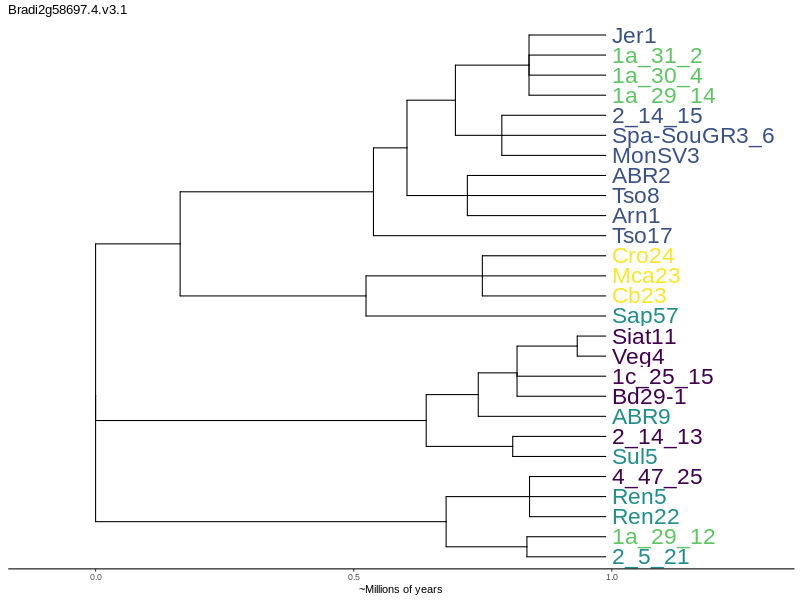 Bradi2g58697.4.v3.1
Jer1
1a_31_2
1a_30_4
1a_29_14
2_14_15
Spa-SouGR3_6
MonSV3
ABR2
Tso8
Arn1
Tso17
Cro24
Mca23
Cb23
Sap57
Siat11
Veg4
1c_25_15
Bd29-1
ABR9
2_14_13
Sul5
4_47_25
Ren5
Ren22
1a_29_12
2_5_21
0.0 0.5 1.0
~Millions of years